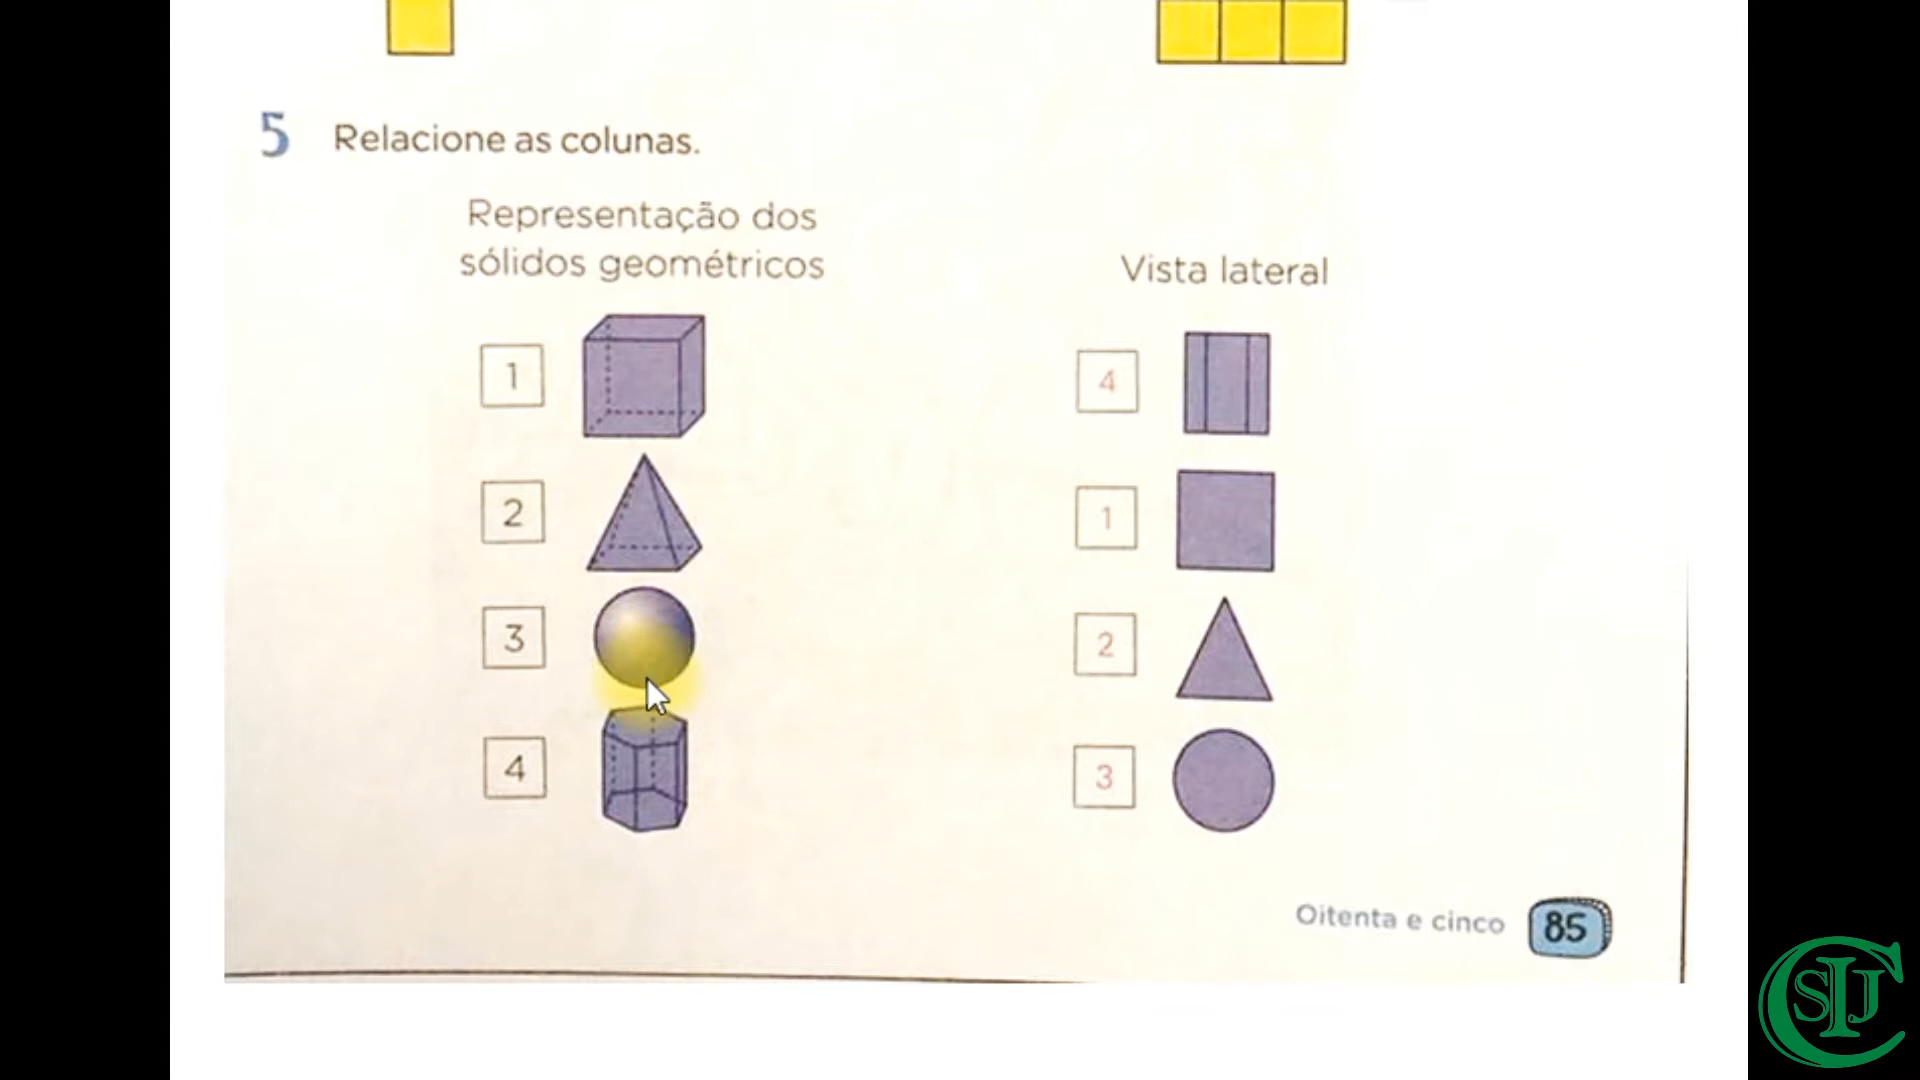 5 Relacione as colunas.
Representação dos
sólidos geométricos
Vista lateral
1
4
2
1
3
2
4
3
Oitenta e cinco 85
CSIJ